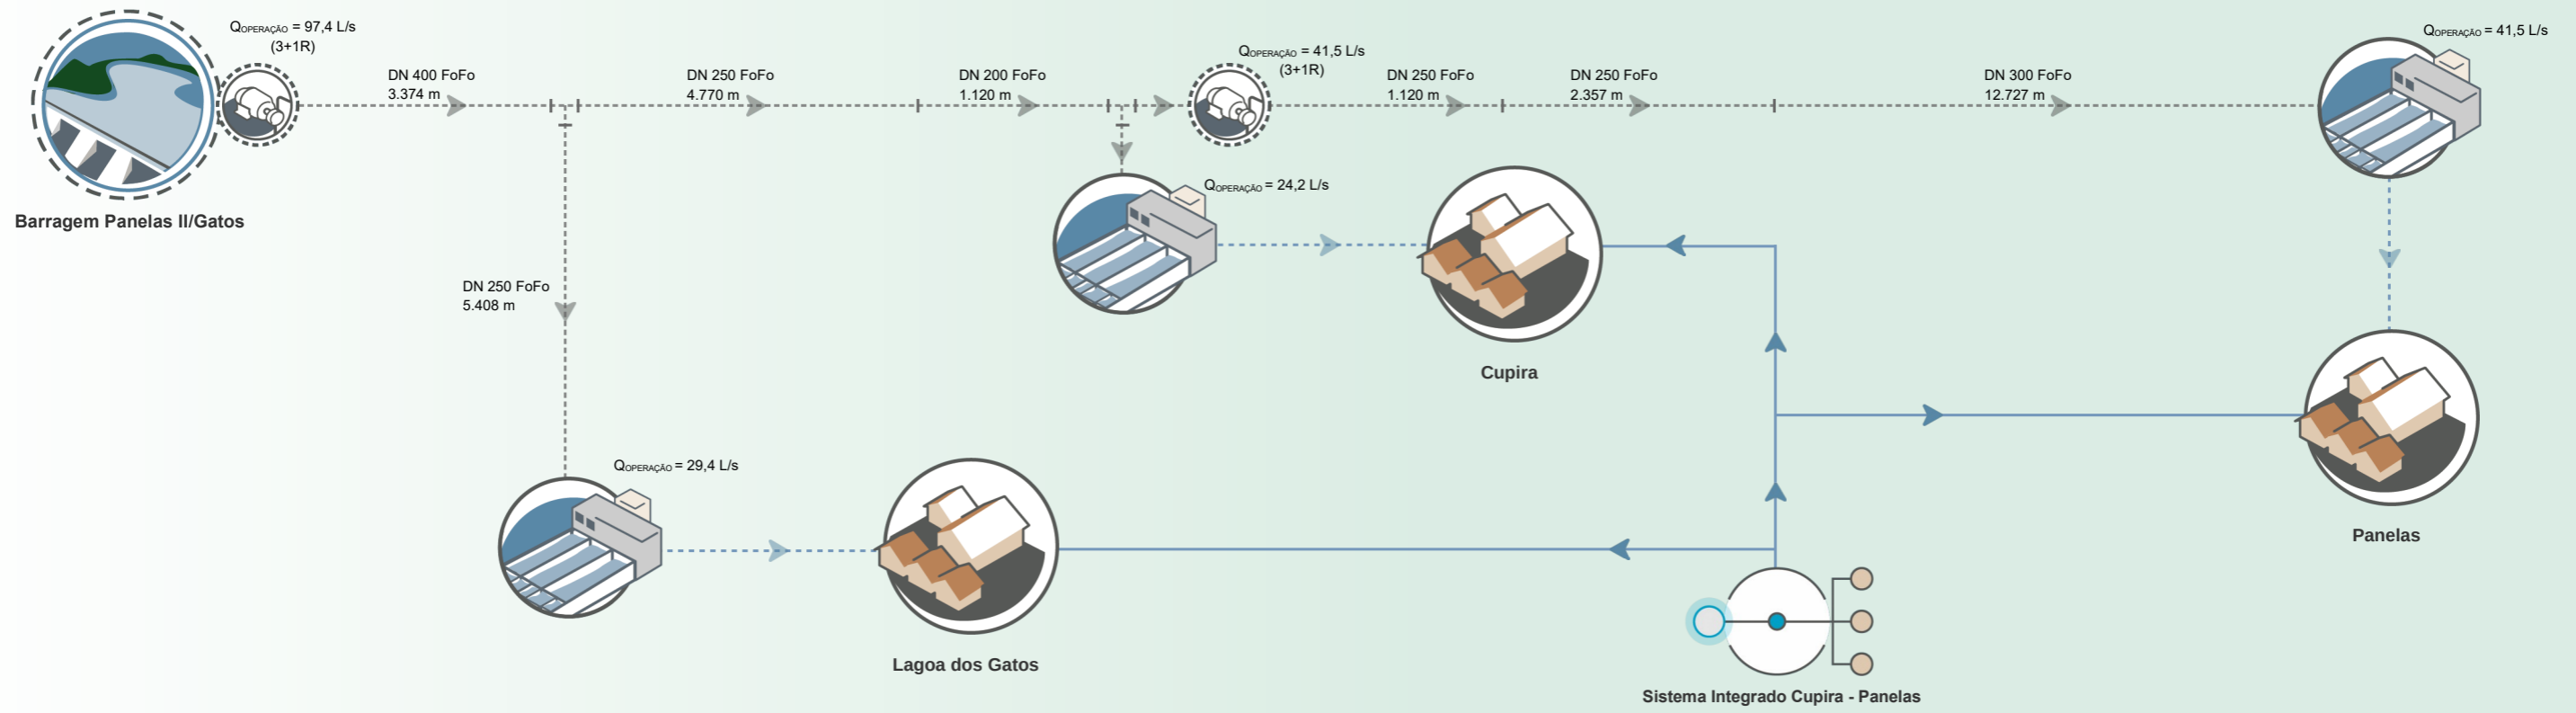 QOPERAÇÃO = 97,4 L/s
(3+1R)
DN 400 FoFo
3.374 m
DN 250 FoFo
4.770 m
DN 200 FoFo
1.120 m
QOPERAÇÃO = 41,5 L/s
(3+1R)
DN 250 FoFo
1.120 m
DN 250 FoFo
2.357 m
DN 300 FoFo
12.727 m
QOPERAÇÃO = 41,5 L/s
Barragem Panelas II/Gatos
QOPERAÇÃO = 24,2 L/s
DN 250 FoFo
5.408 m
Cupira
QOPERAÇÃO = 29,4 L/s
Panelas
Lagoa dos Gatos
Sistema Integrado Cupira - Panelas